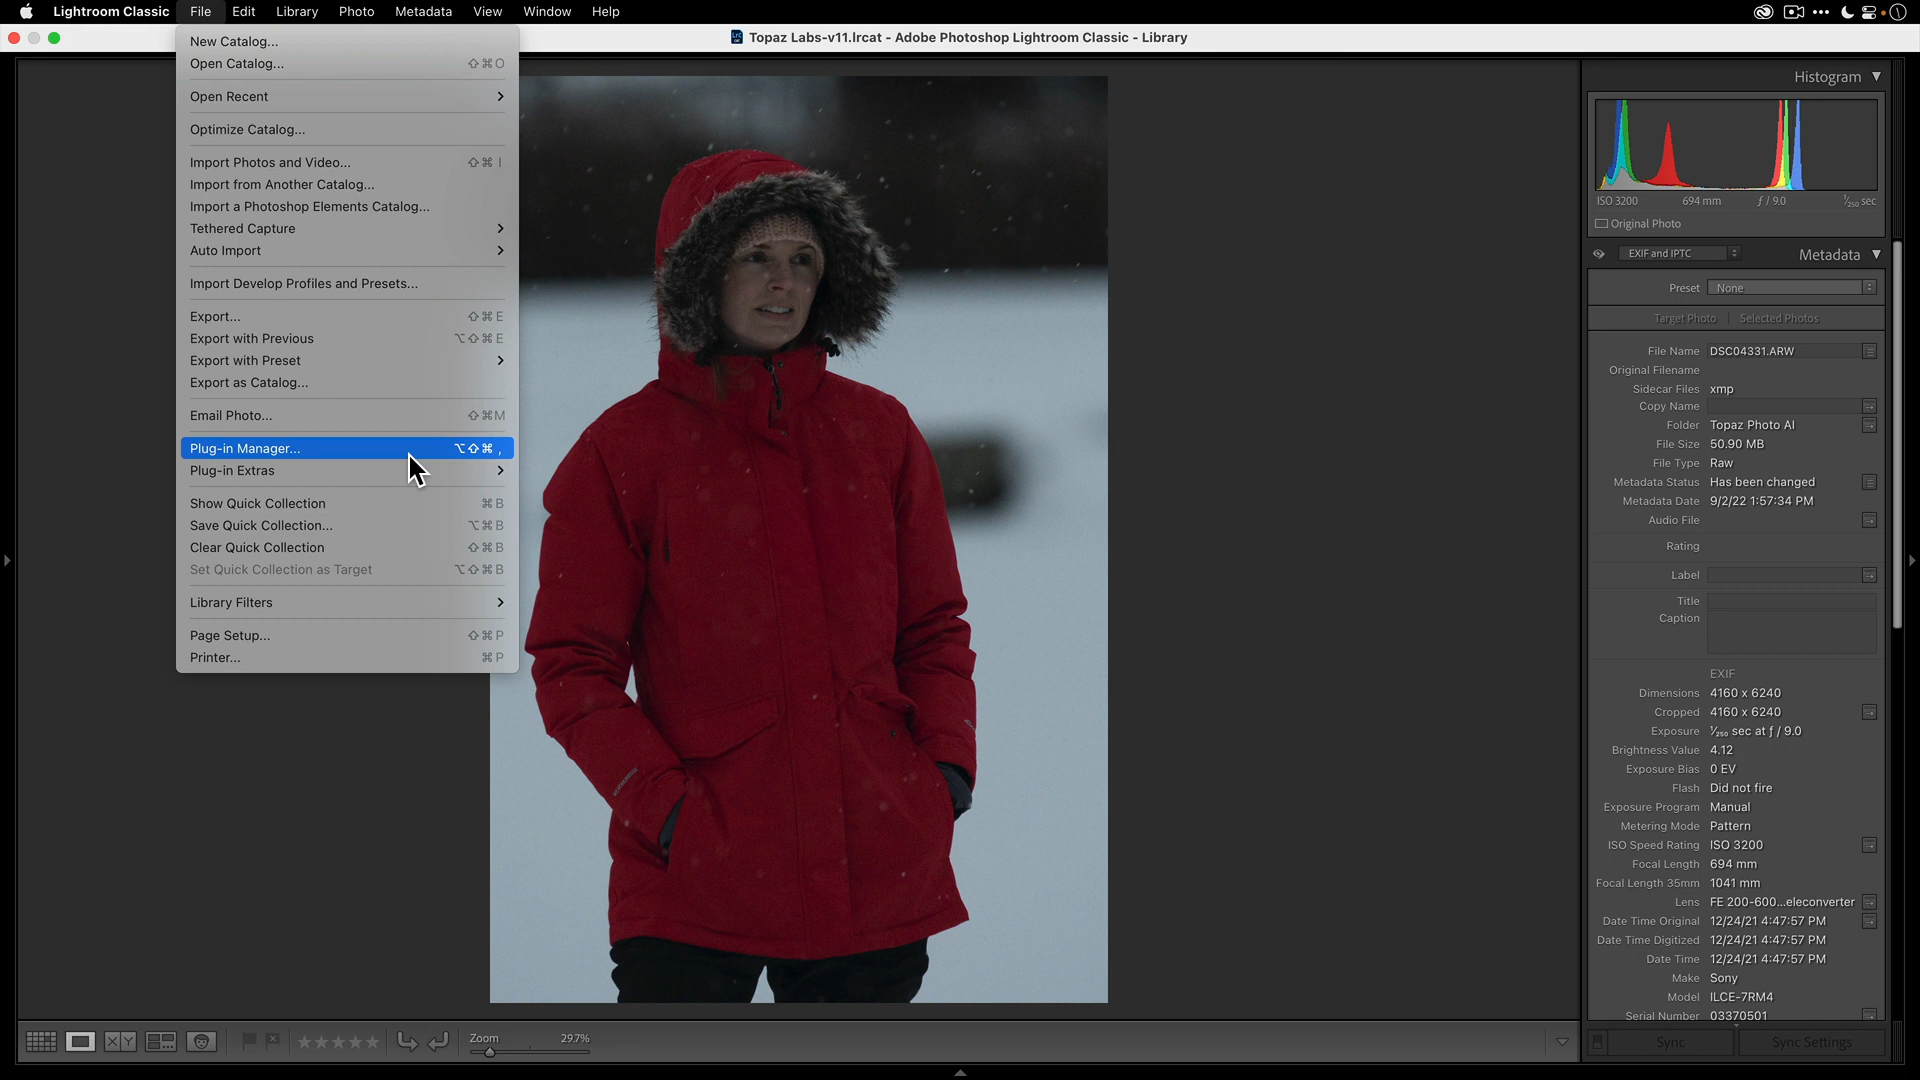 Lightroom Classic File Edit Library Photo Metadata View Window Help
Topaz Labs-v11.lrcat - Adobe Photoshop Lightroom Classic - Library
New Catalog...
Open Catalog... ⇧⌘O
Open Recent
Optimize Catalog...
Import Photos and Video... ⇧⌘I
Import from Another Catalog...
Import a Photoshop Elements Catalog...
Tethered Capture
Auto Import
Import Develop Profiles and Presets...
Export... ⇧⌘E
Export with Previous ⌥⇧⌘E
Export with Preset
Export as Catalog...
Email Photo... ⇧⌘M
Plug-in Manager... ⌥⇧⌘,
Plug-in Extras
Show Quick Collection ⌘B
Save Quick Collection... ⌥⌘B
Clear Quick Collection ⇧⌘B
Set Quick Collection as Target ⌥⇧⌘B
Library Filters
Page Setup... ⇧⌘P
Printer... ⌘P
Histogram
ISO 3200 694 mm ƒ / 9.0 1/250 sec
Original Photo
EXIF and IPTC Metadata
Preset None
Target Photo Selected Photos
File Name DSC04331.ARW
Original Filename
Sidecar Files xmp
Copy Name
Folder Topaz Photo AI
File Size 50.90 MB
File Type Raw
Metadata Status Has been changed
Metadata Date 9/2/22 1:57:34 PM
Audio File
Rating
Label
Title
Caption
EXIF
Dimensions 4160 x 6240
Cropped 4160 x 6240
Exposure 1/250 sec at ƒ / 9.0
Brightness Value 4.12
Exposure Bias 0 EV
Flash Did not fire
Exposure Program Manual
Metering Mode Pattern
ISO Speed Rating ISO 3200
Focal Length 694 mm
Focal Length 35mm 1041 mm
Lens FE 200-600...eleconverter
Date Time Original 12/24/21 4:47:57 PM
Date Time Digitized 12/24/21 4:47:57 PM
Date Time 12/24/21 4:47:57 PM
Make Sony
Model ILCE-7RM4
Serial Number 03370501
X Y
Zoom 29.7%
Sync Sync Settings